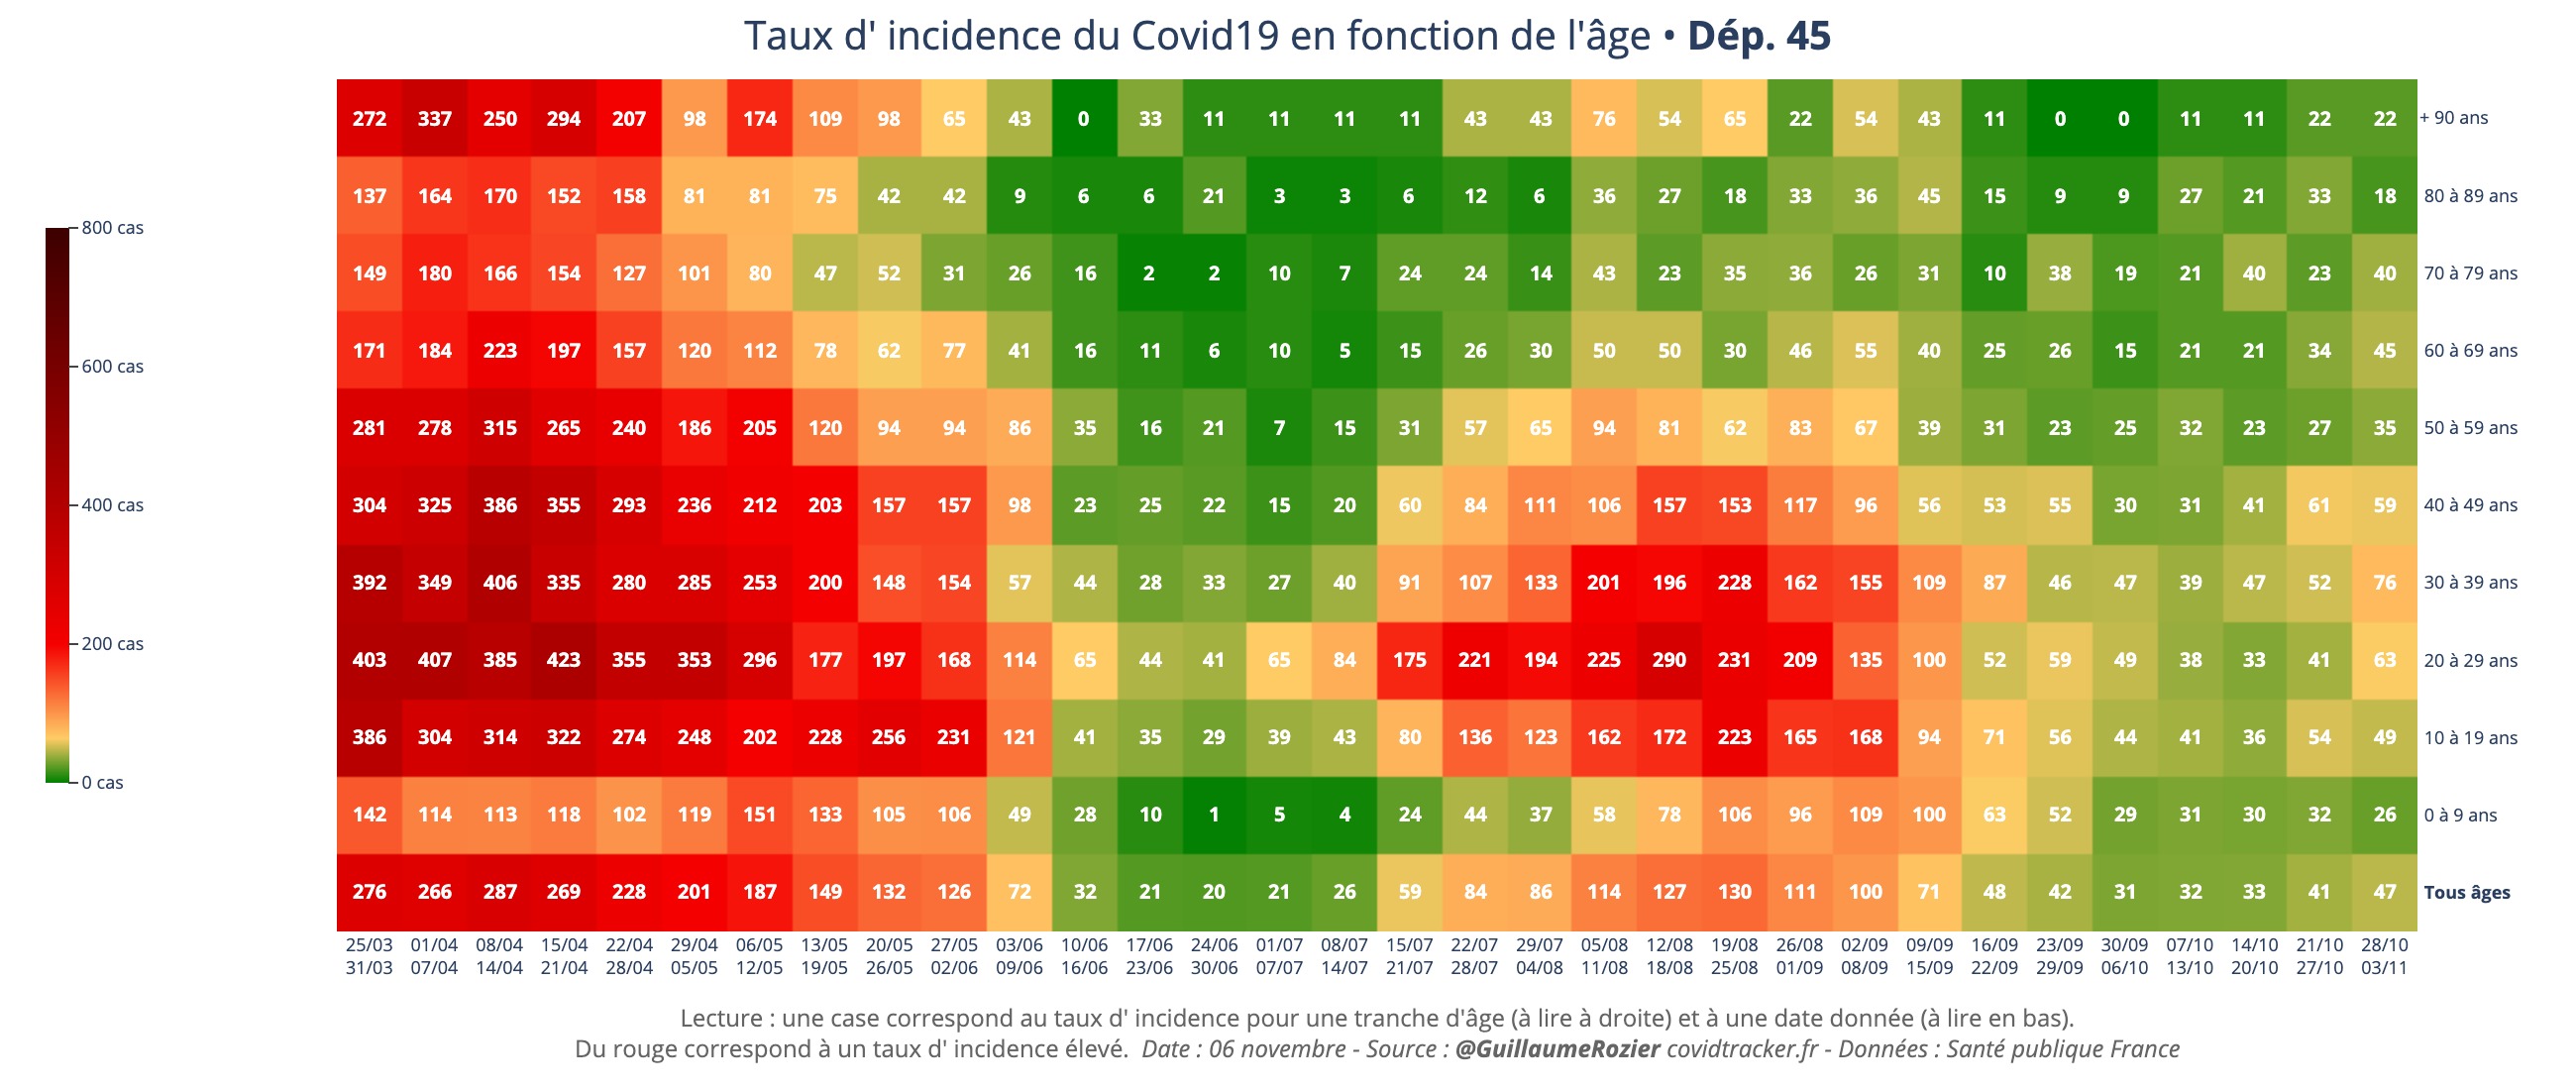 Taux d' incidence du Covid19 en fonction de l'âge • Dép. 45
800 cas
600 cas
400 cas
200 cas
0 cas
272 337 250 294 207 98 174 109 98 65 43 0 33 11 11 11 11 43 43 76 54 65 22 54 43 11 0 0 11 11 22 22 + 90 ans
137 164 170 152 158 81 81 75 42 42 9 6 6 21 3 3 6 12 6 36 27 18 33 36 45 15 9 9 27 21 33 18 80 à 89 ans
149 180 166 154 127 101 80 47 52 31 26 16 2 2 10 7 24 24 14 43 23 35 36 26 31 10 38 19 21 40 23 40 70 à 79 ans
171 184 223 197 157 120 112 78 62 77 41 16 11 6 10 5 15 26 30 50 50 30 46 55 40 25 26 15 21 21 34 45 60 à 69 ans
281 278 315 265 240 186 205 120 94 94 86 35 16 21 7 15 31 57 65 94 81 62 83 67 39 31 23 25 32 23 27 35 50 à 59 ans
304 325 386 355 293 236 212 203 157 157 98 23 25 22 15 20 60 84 111 106 157 153 117 96 56 53 55 30 31 41 61 59 40 à 49 ans
392 349 406 335 280 285 253 200 148 154 57 44 28 33 27 40 91 107 133 201 196 228 162 155 109 87 46 47 39 47 52 76 30 à 39 ans
403 407 385 423 355 353 296 177 197 168 114 65 44 41 65 84 175 221 194 225 290 231 209 135 100 52 59 49 38 33 41 63 20 à 29 ans
386 304 314 322 274 248 202 228 256 231 121 41 35 29 39 43 80 136 123 162 172 223 165 168 94 71 56 44 41 36 54 49 10 à 19 ans
142 114 113 118 102 119 151 133 105 106 49 28 10 1 5 4 24 44 37 58 78 106 96 109 100 63 52 29 31 30 32 26 0 à 9 ans
276 266 287 269 228 201 187 149 132 126 72 32 21 20 21 26 59 84 86 114 127 130 111 100 71 48 42 31 32 33 41 47 Tous âges
25/03 01/04 08/04 15/04 22/04 29/04 06/05 13/05 20/05 27/05 03/06 10/06 17/06 24/06 01/07 08/07 15/07 22/07 29/07 05/08 12/08 19/08 26/08 02/09 09/09 16/09 23/09 30/09 07/10 14/10 21/10 28/10
31/03 07/04 14/04 21/04 28/04 05/05 12/05 19/05 26/05 02/06 09/06 16/06 23/06 30/06 07/07 14/07 21/07 28/07 04/08 11/08 18/08 25/08 01/09 08/09 15/09 22/09 29/09 06/10 13/10 20/10 27/10 03/11
Lecture : une case correspond au taux d' incidence pour une tranche d'âge (à lire à droite) et à une date donnée (à lire en bas).
Du rouge correspond à un taux d' incidence élevé. Date : 06 novembre - Source : @GuillaumeRozier covidtracker.fr - Données : Santé publique France